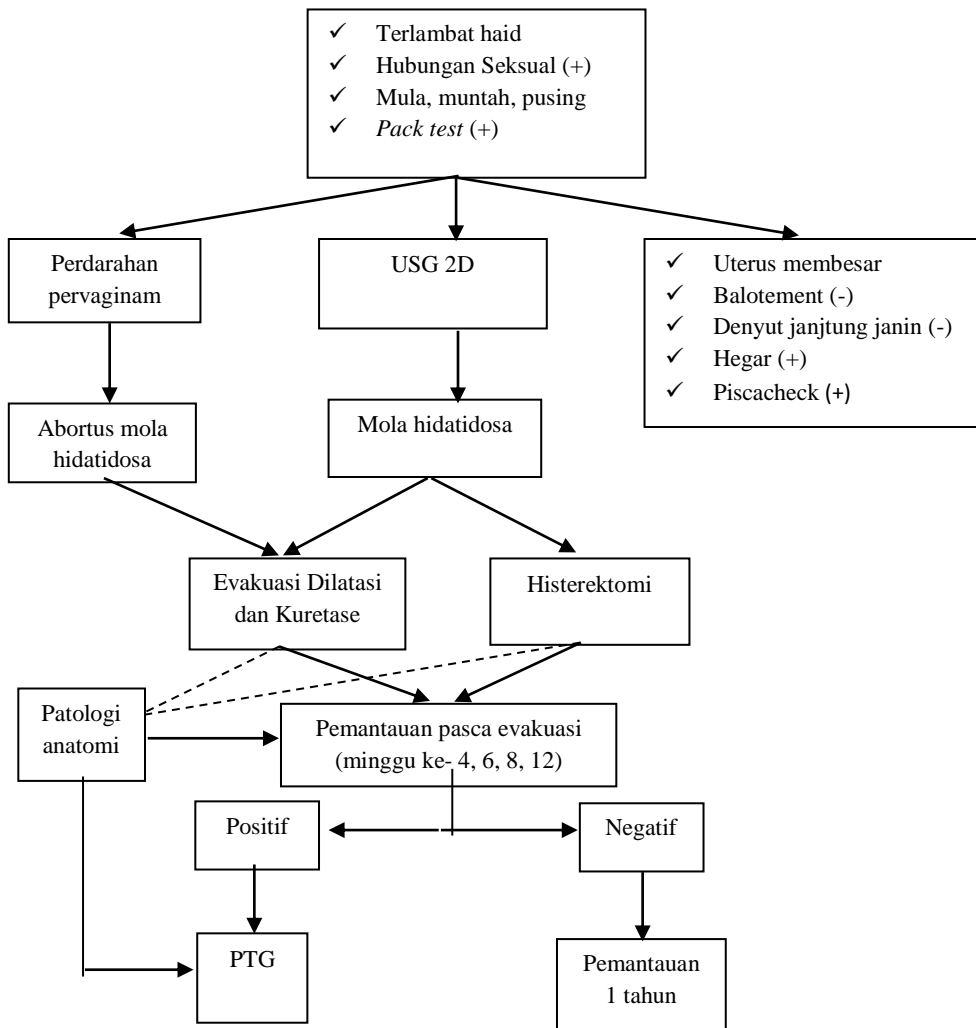 ✓ Terlambat haid
✓ Hubungan Seksual (+)
✓ Mula, muntah, pusing
✓ Pack test (+)
Perdarahan
pervaginam
USG 2D
✓ Uterus membesar
✓ Balotement (-)
✓ Denyut janjtung janin (-)
✓ Hegar (+)
✓ Piscacheck (+)
Abortus mola
hidatidosa
Mola hidatidosa
Evakuasi Dilatasi
dan Kuretase
Histerektomi
Patologi
anatomi
Pemantauan pasca evakuasi
(minggu ke- 4, 6, 8, 12)
Positif
Negatif
PTG
Pemantauan
1 tahun